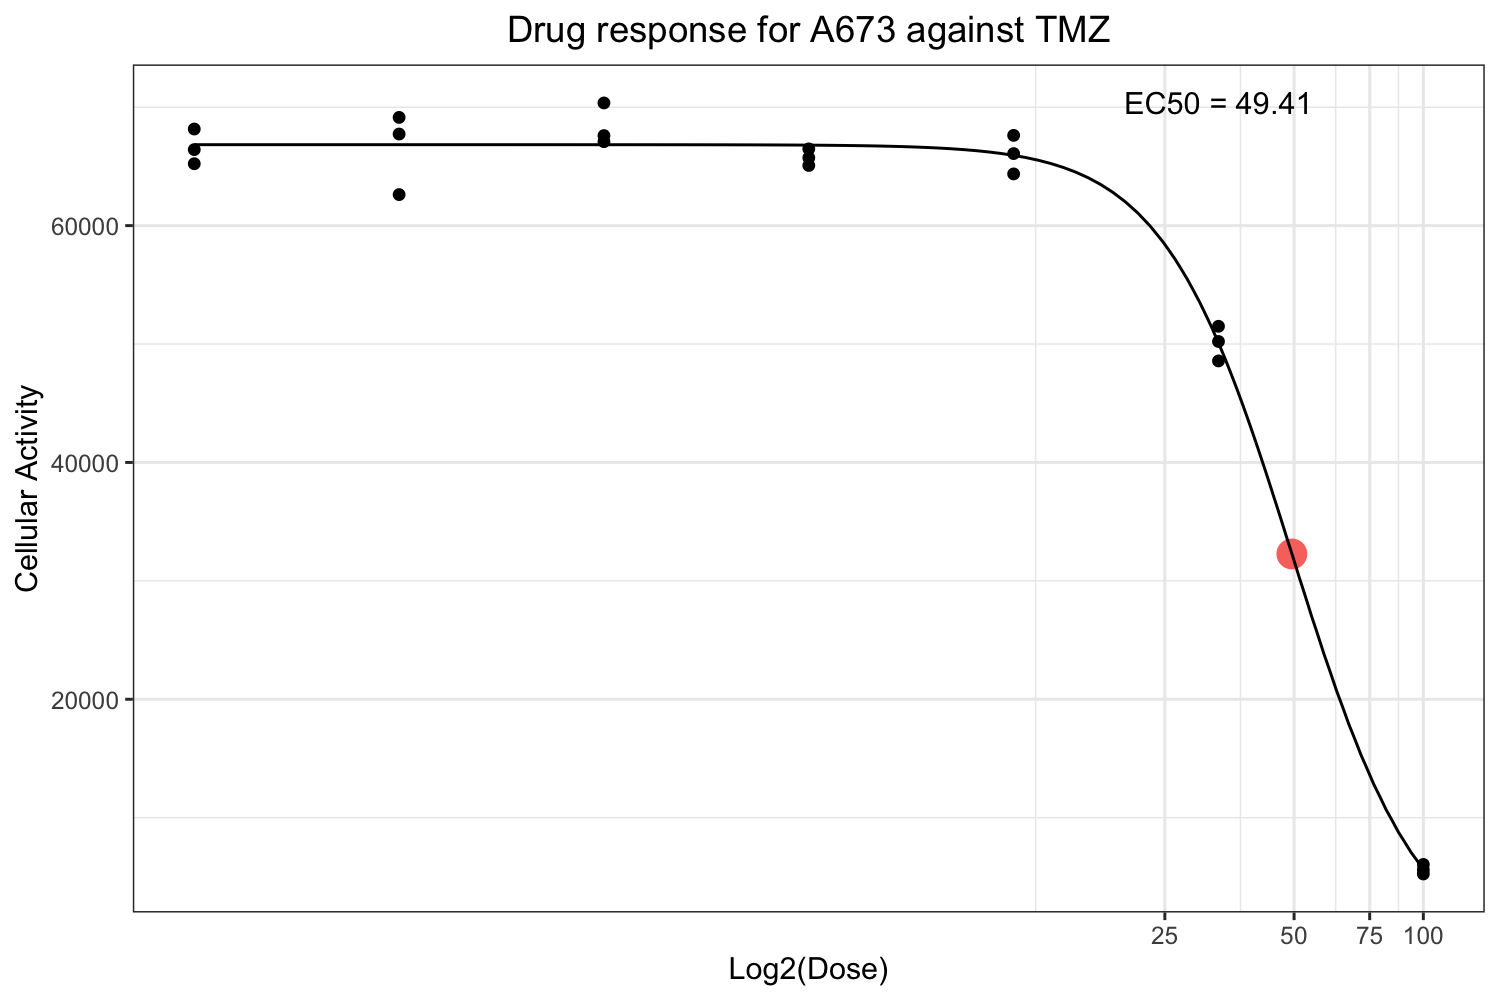 Drug response for A673 against TMZ
EC50 = 49.41
60000
40000
20000
Cellular Activity
25 50 75 100
Log2(Dose)